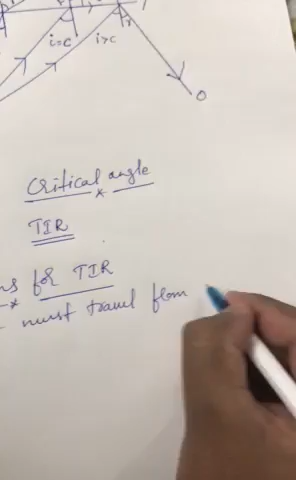 i=c i>c
r
O
Critical angle
TIR
ns for TIR
must travel from